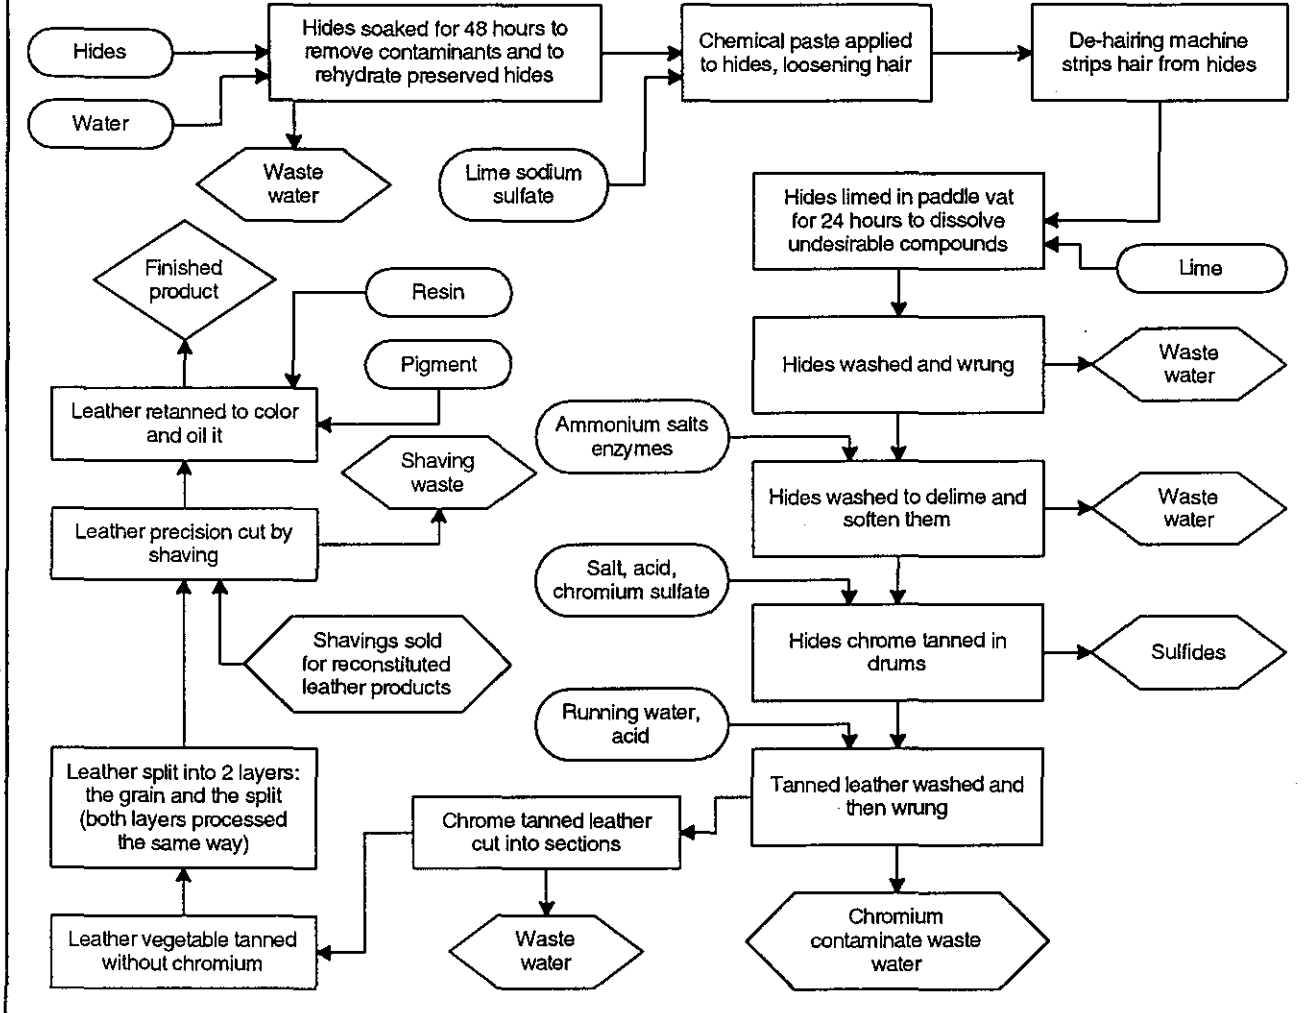 Hides
Water
Hides soaked for 48 hours to
remove contaminants and to
rehydrate preserved hides
Waste
water
Chemical paste applied
to hides, loosening hair
Lime sodium
sulfate
De-hairing machine
strips hair from hides
Hides limed in paddle vat
for 24 hours to dissolve
undesirable compounds
Lime
Hides washed and wrung
Waste
water
Ammonium salts
enzymes
Hides washed to delime and
soften them
Waste
water
Salt, acid,
chromium sulfate
Hides chrome tanned in
drums
Sulfides
Running water,
acid
Tanned leather washed and
then wrung
Chromium
contaminate waste
water
Chrome tanned leather
cut into sections
Waste
water
Leather vegetable tanned
without chromium
Leather split into 2 layers:
the grain and the split
(both layers processed
the same way)
Shavings sold
for reconstituted
leather products
Leather precision cut by
shaving
Shaving
waste
Leather retanned to color
and oil it
Pigment
Resin
Finished
product